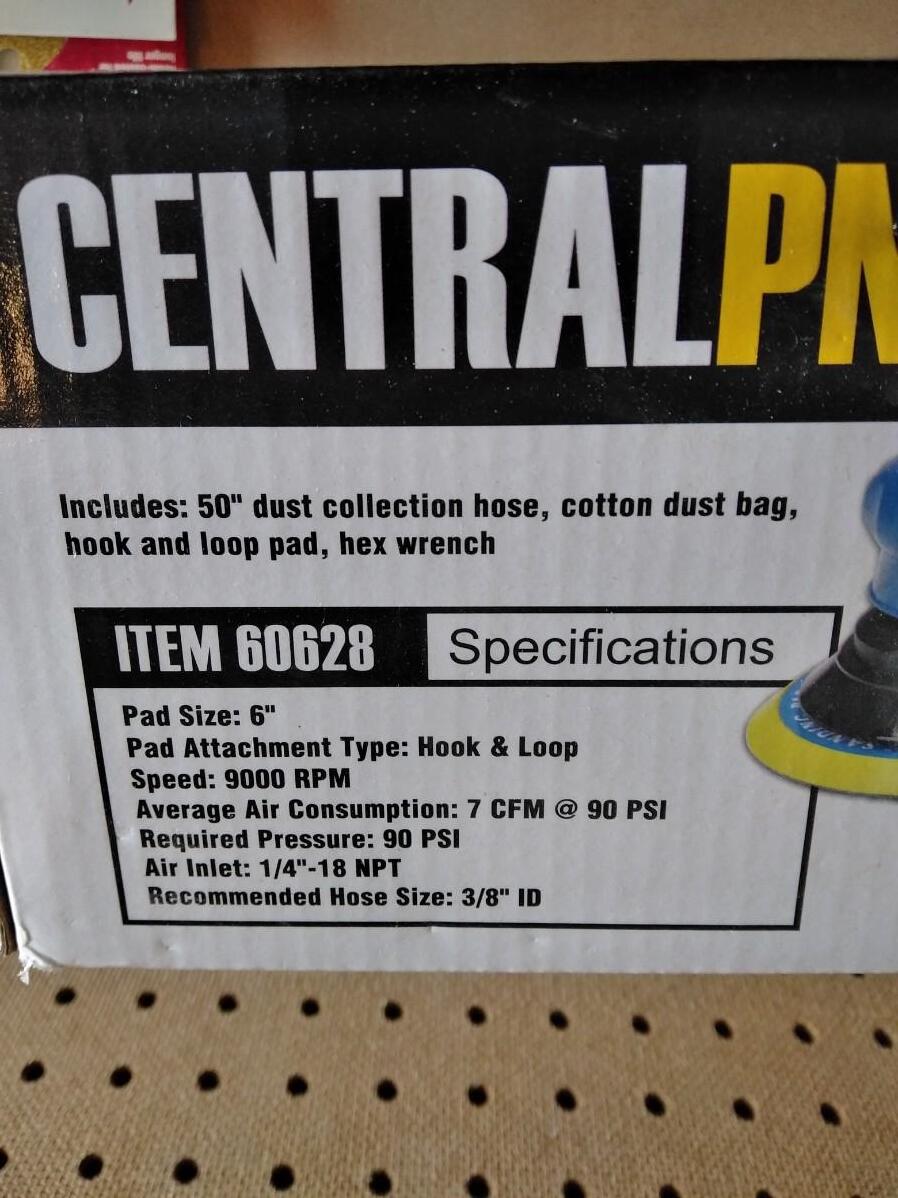 CENTRALPN
Includes: 50" dust collection hose, cotton dust bag,
hook and loop pad, hex wrench
ITEM 60628 Specifications
Pad Size: 6"
Pad Attachment Type: Hook & Loop
Speed: 9000 RPM
Average Air Consumption: 7 CFM @ 90 PSI
Required Pressure: 90 PSI
Air Inlet: 1/4"-18 NPT
Recommended Hose Size: 3/8" ID